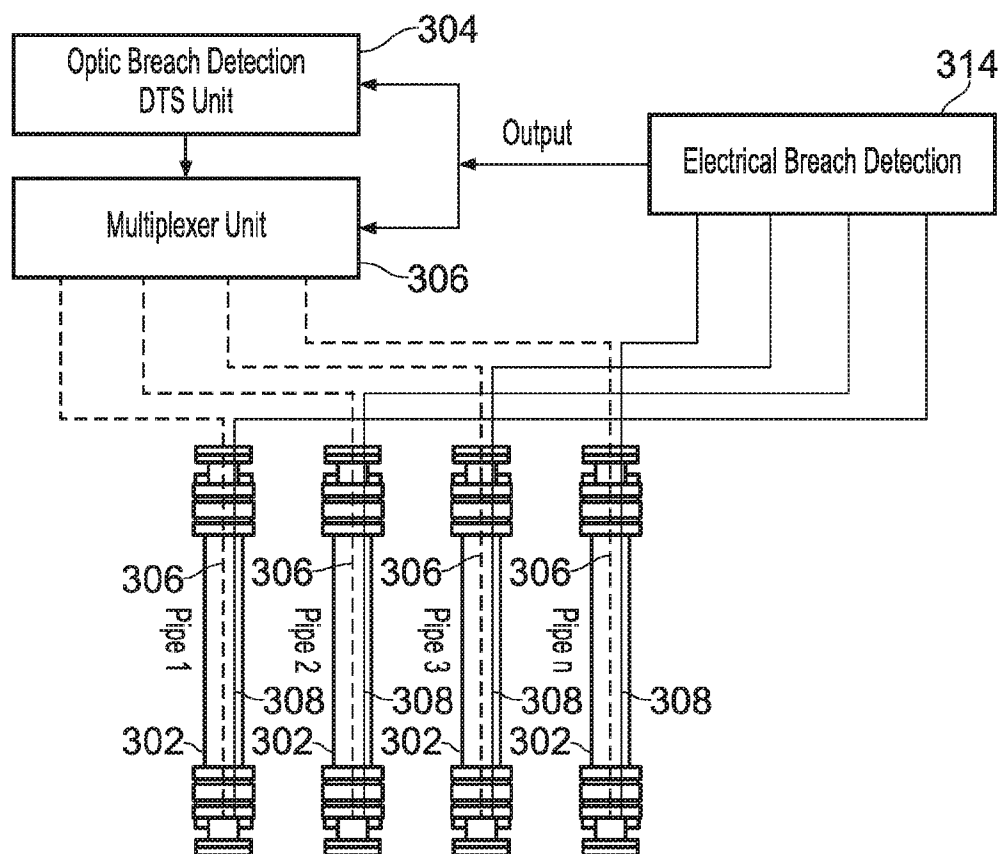 304
Optic Breach Detection
DTS Unit
314
Output
Electrical Breach Detection
Multiplexer Unit
306
306 306 306 306
Pipe 1 Pipe 2 Pipe 3 Pipe n
308 308 308 308
302 302 302 302